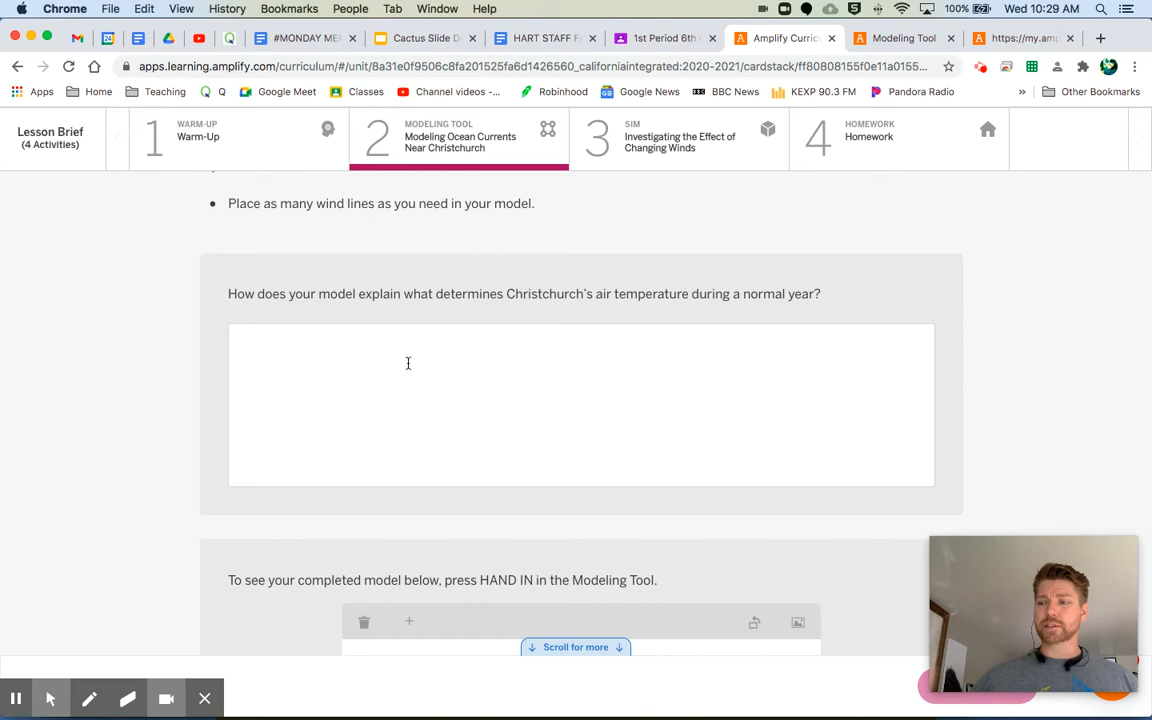 Chrome File Edit View History Bookmarks People Tab Window Help 100% Wed 10:29 AM
#MONDAY ME Cactus Slide D HART STAFF F 1st Period 6th Amplify Curric Modeling Tool https://my.amp
apps.learning.amplify.com/curriculum/#/unit/8a31e0f9506c8fa201525fa6d1426560_californiaintegrated:2020-2021/cardstack/ff80808155f0e11a0155...
Apps Home Teaching Q Google Meet Classes Channel videos -... Robinhood Google News BBC News KEXP 90.3 FM Pandora Radio » Other Bookmarks
Lesson Brief
(4 Activities)
1 WARM-UP
Warm-Up
2 MODELING TOOL
Modeling Ocean Currents
Near Christchurch
3 SIM
Investigating the Effect of
Changing Winds
4 HOMEWORK
Homework
• Place as many wind lines as you need in your model.
How does your model explain what determines Christchurch's air temperature during a normal year?
To see your completed model below, press HAND IN in the Modeling Tool.
Scroll for more